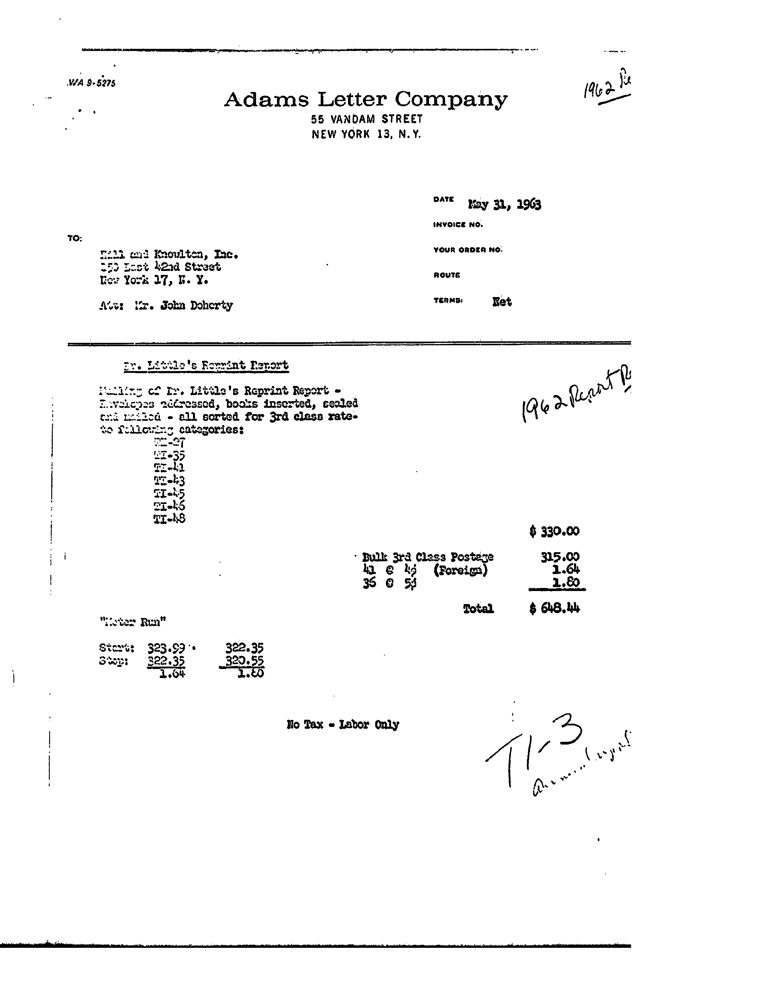 WA 9-5275
1962 Re
Adams Letter Company
55 VANDAM STREET
NEW YORK 13, N.Y.
DATE May 31, 1963
INVOICE NO.
TO:
Hill and Knoulton, Inc.
YOUR ORDER NO.
150 East 42nd Street
New York 17, N. Y.
ROUTE
Att: Mr. John Doherty
TERMS: Net
Dr. Little's Reprint Report
Mailing of Dr. Little's Reprint Report -
Envelopes addressed, books inserted, sealed
and mailed - all sorted for 3rd class rate-
to following categories:
1962 Report R
TI-27
TI-35
TI-41
TI-43
TI-45
TI-46
TI-48
$ 330.00
Bulk 3rd Class Postage 315.00
41 @ 4¢ (Foreign) 1.64
36 @ 5¢ 1.80
Total $ 648.44
"Meter Run"
Start: 323.99 322.35
Stop: 322.35 320.55
1.64 1.80
No Tax - Labor Only
TI-3
Annual report